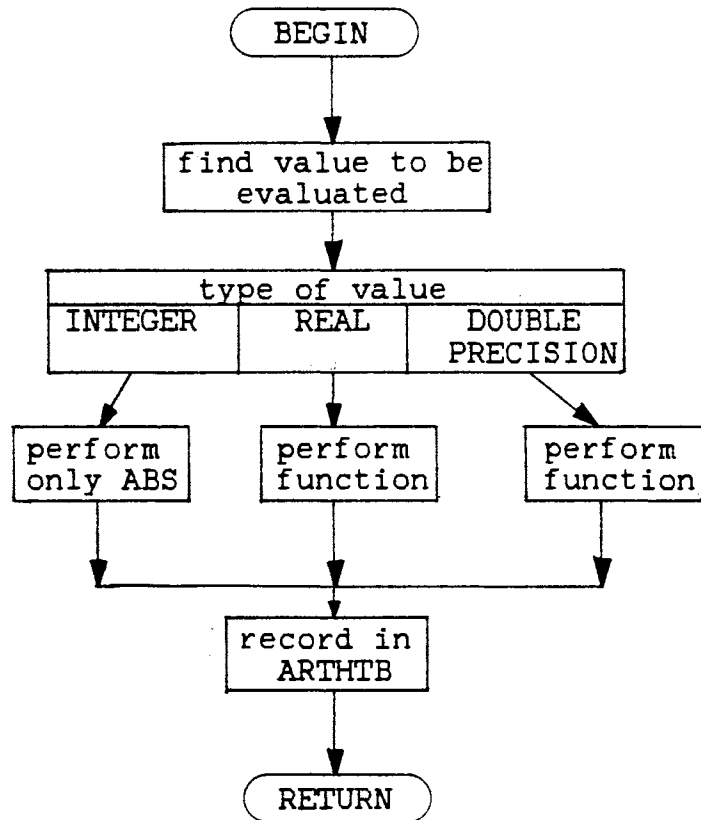 BEGIN
find value to be
evaluated
type of value
INTEGER
REAL
DOUBLE
PRECISION
perform
only ABS
perform
function
perform
function
record in
ARTHTB
RETURN